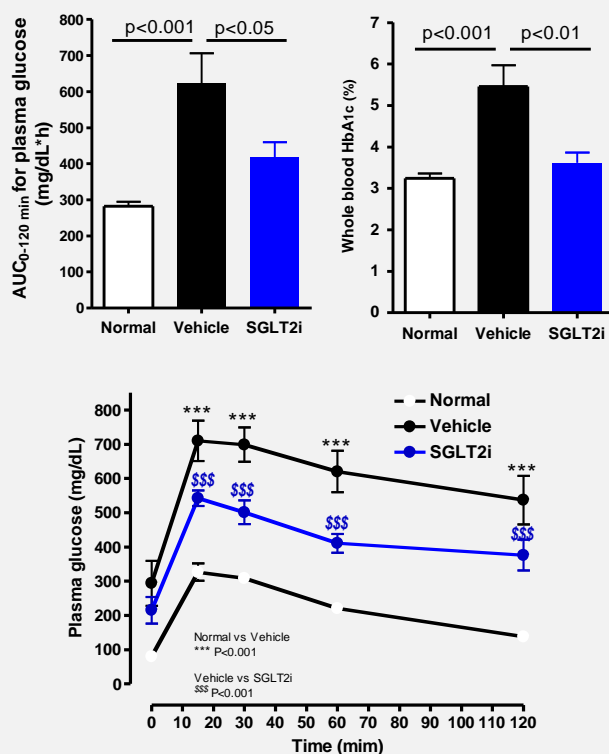 AUC0-120 min for plasma glucose
(mg/dL*h)
800
700
600
500
400
300
200
100
0
p<0.001
p<0.05
Normal
Vehicle
SGLT2i
Whole blood HbA1c (%)
6
5
4
3
2
1
0
p<0.001
p<0.01
Normal
Vehicle
SGLT2i
Plasma glucose (mg/dL)
800
700
600
500
400
300
200
100
0
Normal
Vehicle
SGLT2i
***
***
***
***
$$$
$$$
$$$
$$$
Normal vs Vehicle
*** P<0.001
Vehicle vs SGLT2i
$$$ P<0.001
0 10 20 30 40 50 60 70 80 90 100 110 120
Time (mim)